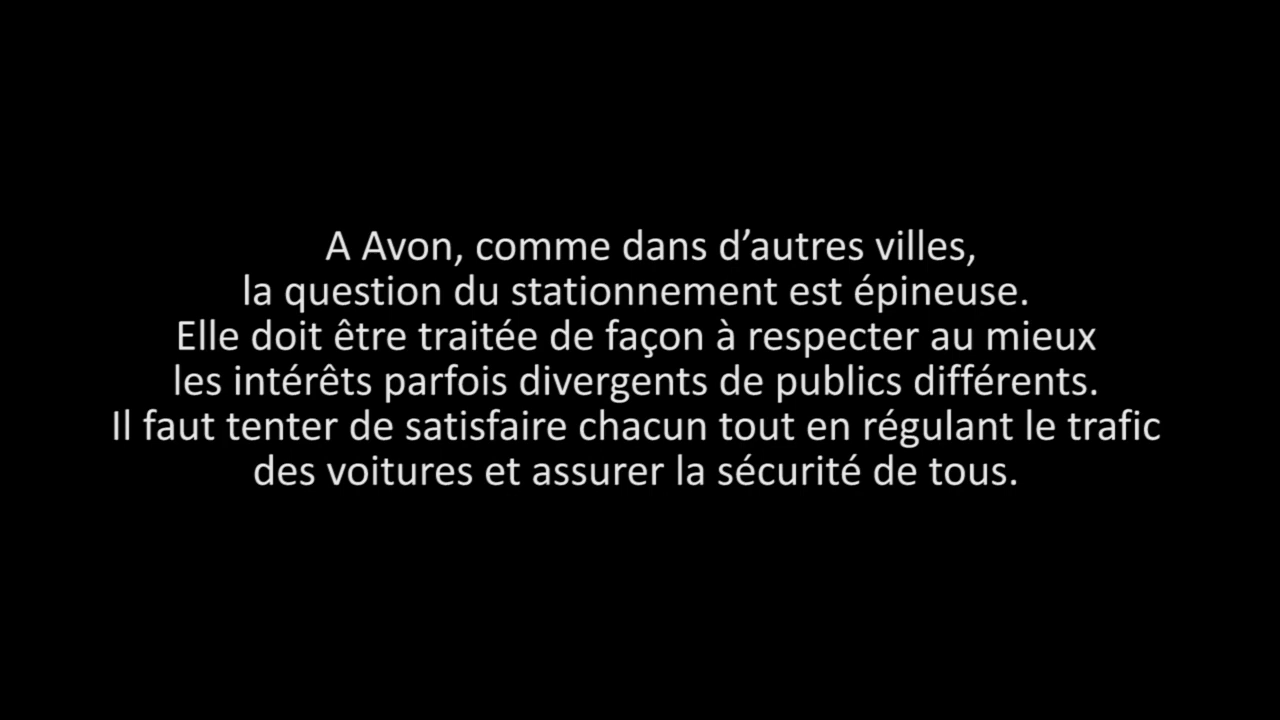 A Avon, comme dans d’autres villes,
la question du stationnement est épineuse.
Elle doit être traitée de façon à respecter au mieux
les intérêts parfois divergents de publics différents.
Il faut tenter de satisfaire chacun tout en régulant le trafic
des voitures et assurer la sécurité de tous.